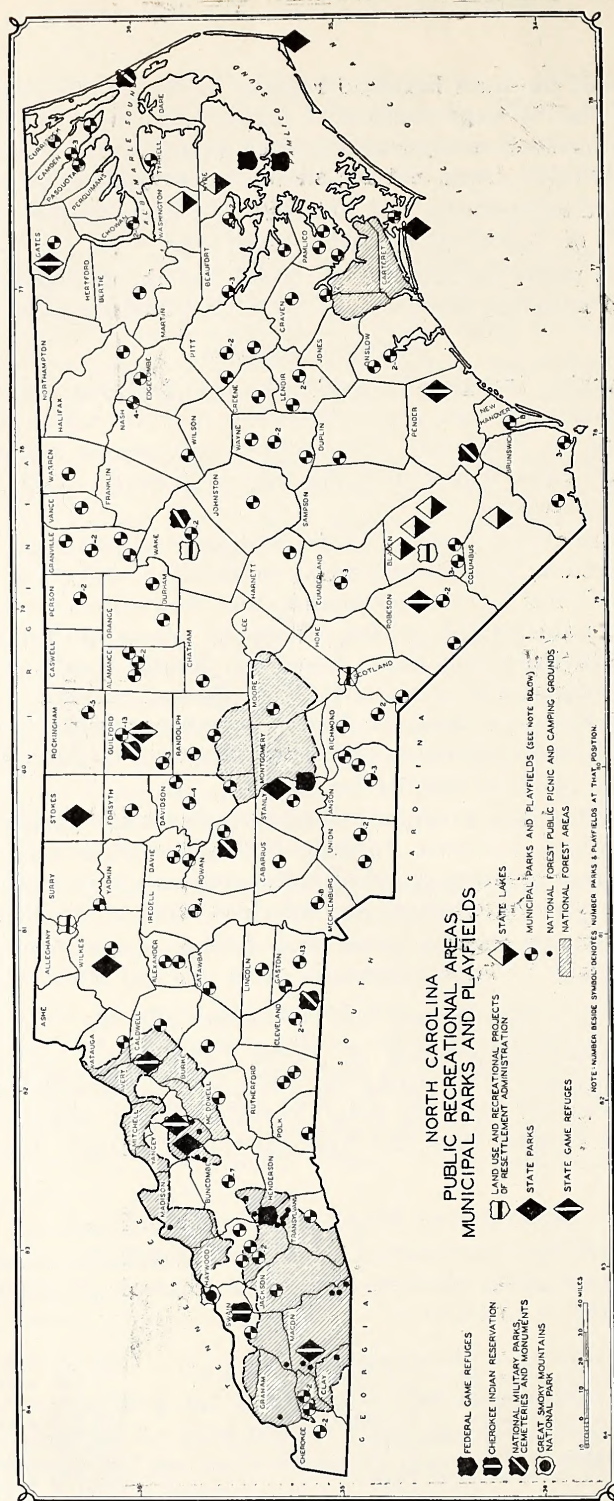 NORTH CAROLINA
PUBLIC RECREATIONAL AREAS
MUNICIPAL PARKS AND PLAYFIELDS
FEDERAL GAME REFUGES
CHEROKEE INDIAN RESERVATION
NATIONAL MILITARY PARKS,
CEMETERIES AND MONUMENTS
GREAT SMOKY MOUNTAINS
NATIONAL PARK
LAND USE AND RECREATIONAL PROJECTS
OF RESETTLEMENT ADMINISTRATION
STATE PARKS
STATE GAME REFUGES
STATE LAKES
MUNICIPAL PARKS AND PLAYFIELDS (SEE NOTE BELOW)
NATIONAL FOREST PUBLIC PICNIC AND CAMPING GROUNDS
NATIONAL FOREST AREAS
NOTE: NUMBER BESIDE SYMBOL DENOTES NUMBER PARKS & PLAYFIELDS AT THAT POSITION.
10 0 10 20 30 40 MILES
TENNESSEE
VIRGINIA
GEORGIA
SOUTH CAROLINA
ATLANTIC OCEAN
ALBEMARLE SOUND
PAMLICO SOUND
CHEROKEE
GRAHAM
CLAY
MACON
SWAIN
JACKSON
HAYWOOD
TRANSYLVANIA
HENDERSON
BUNCOMBE
MADISON
YANCEY
MITCHELL
AVERY
MCDOWELL
POLK
RUTHERFORD
BURKE
CALDWELL
WATAUGA
ASHE
ALLEGHANY
WILKES
ALEXANDER
CATAWBA
LINCOLN
CLEVELAND
GASTON
MECKLENBURG
IREDELL
SURRY
YADKIN
DAVIE
ROWAN
CABARRUS
UNION
STOKES
FORSYTH
DAVIDSON
STANLY
ANSON
ROCKINGHAM
GUILFORD
RANDOLPH
MONTGOMERY
RICHMOND
CASWELL
ALAMANCE
CHATHAM
MOORE
SCOTLAND
LEE
HOKE
PERSON
ORANGE
DURHAM
HARNETT
CUMBERLAND
ROBESON
GRANVILLE
WAKE
VANCE
WARREN
FRANKLIN
JOHNSTON
SAMPSON
BLADEN
COLUMBUS
BRUNSWICK
NEW HANOVER
PENDER
DUPLIN
WAYNE
WILSON
NASH
HALIFAX
NORTHAMPTON
EDGECOMBE
PITT
GREENE
LENOIR
JONES
ONSLOW
CARTERET
CRAVEN
PAMLICO
BEAUFORT
MARTIN
BERTIE
HERTFORD
GATES
CHOWAN
PERQUIMANS
PASQUOTANK
CAMDEN
CURRITUCK
WASHINGTON
TYRRELL
DARE
HYDE